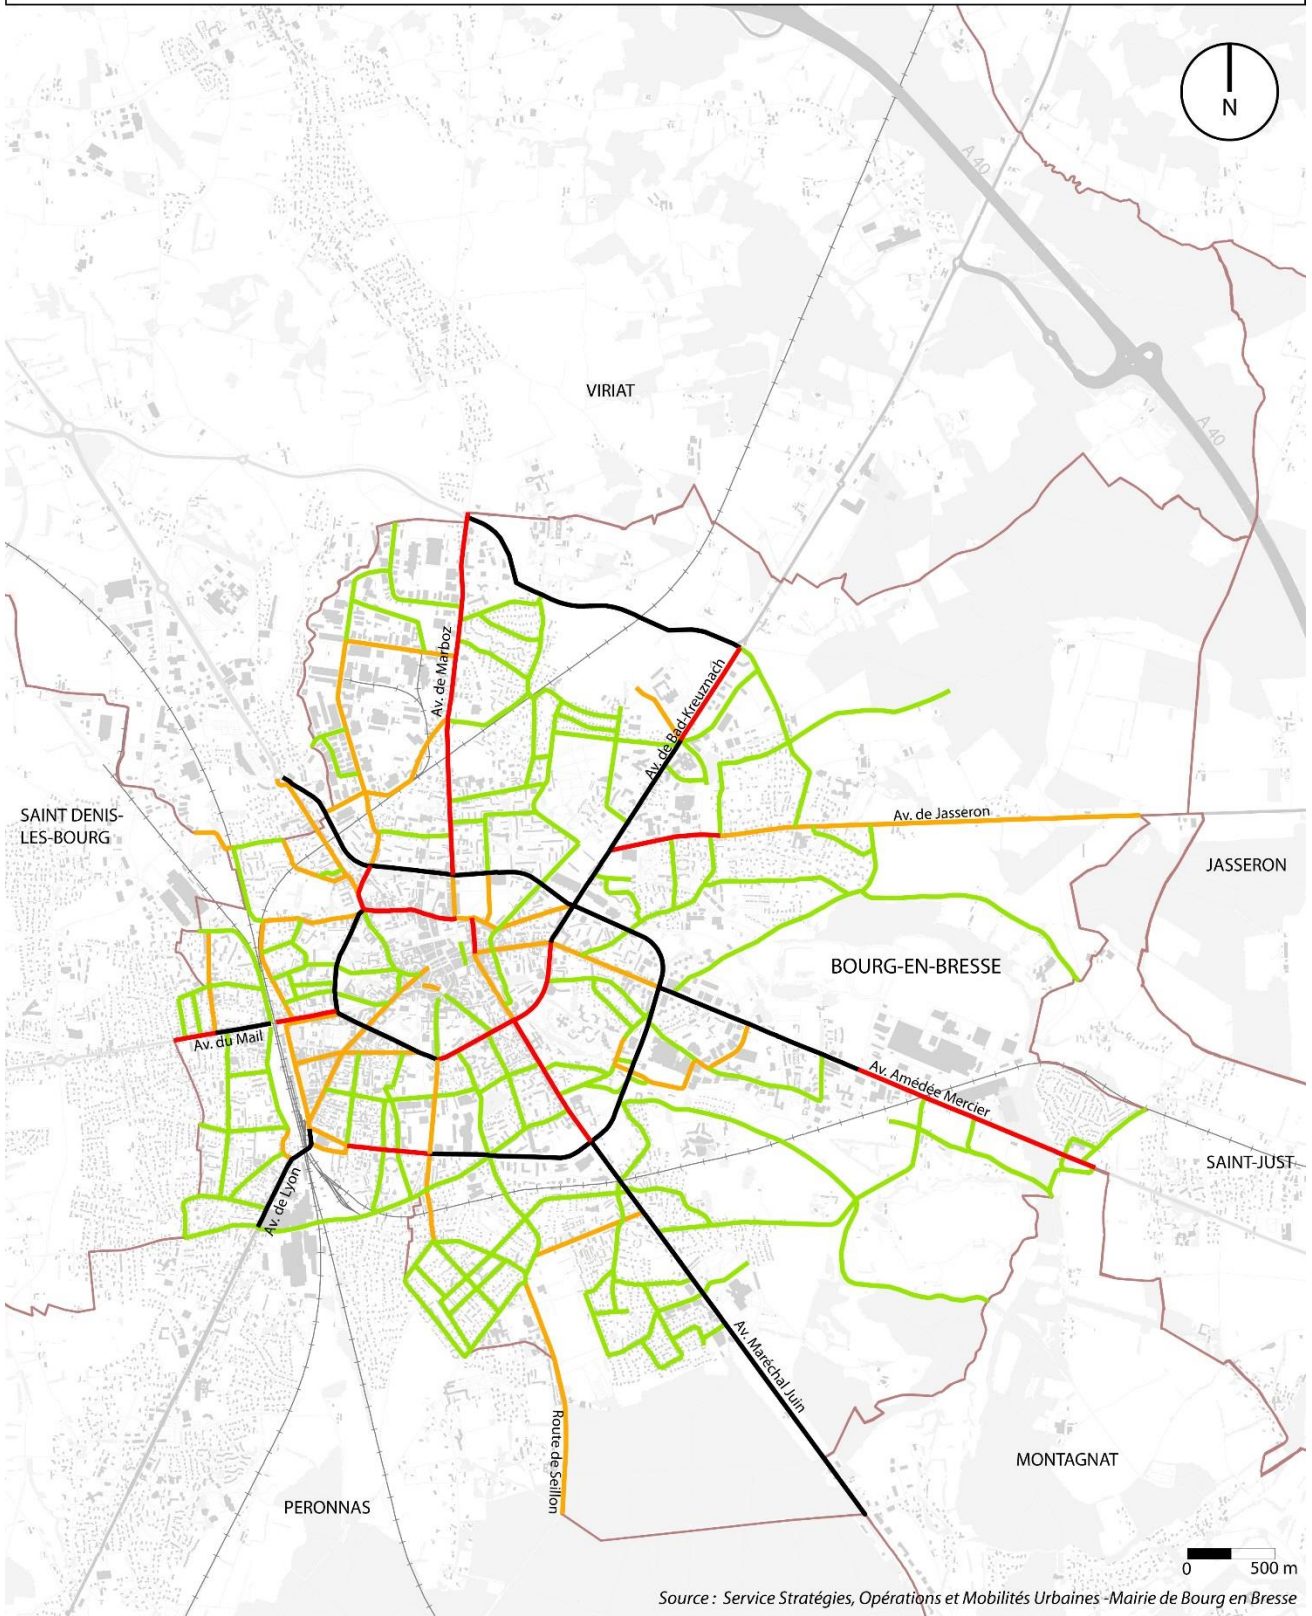 N
A 40
VIRIAT
A 40
Av. de Marboz
Av. de Bad-Kreuznach
SAINT DENIS-
LES-BOURG
Av. de Jasseron
JASSERON
BOURG-EN-BRESSE
Av. du Mail
Av. Amédée Mercier
SAINT-JUST
Av. de Lyon
Av. Maréchal Juin
Route de Seillon
MONTAGNAT
PERONNAS
0 500 m
Source : Service Stratégies, Opérations et Mobilités Urbaines -Mairie de Bourg en Bresse